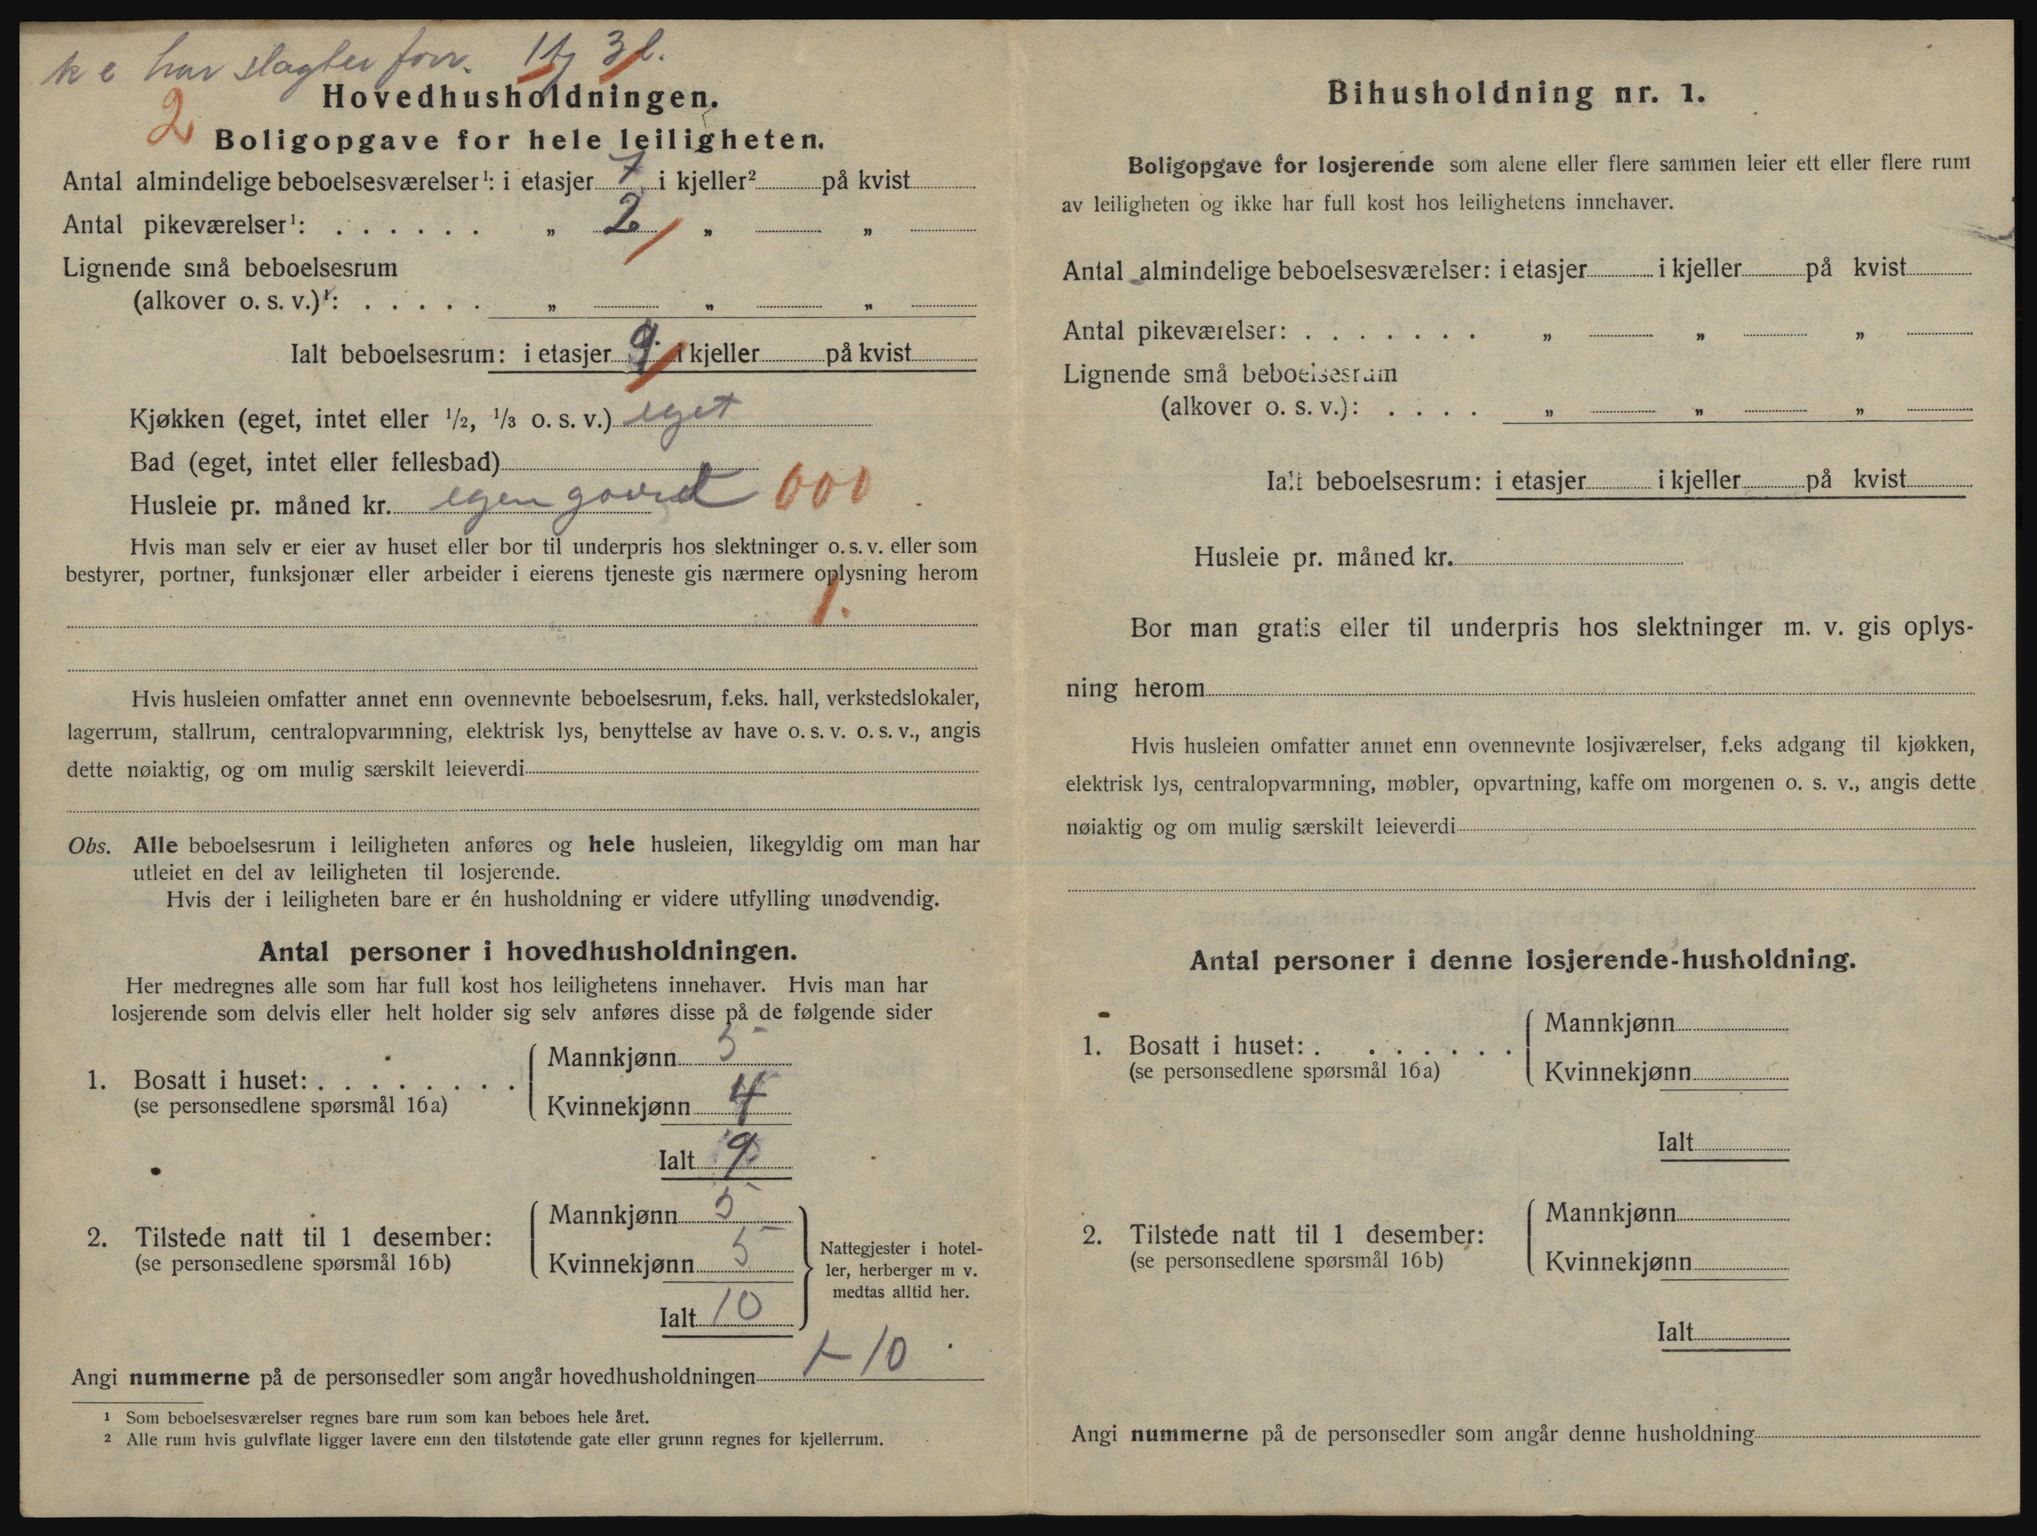 har slagterforr. 1 3 l.
2
Hovedhusholdningen.
Boligopgave for hele leiligheten.
Antal almindelige beboelsesværelser¹: i etasjer 7 i kjeller² på kvist
Antal pikeværelser¹: . . . . . . „ 2 „ „
Lignende små beboelsesrum
(alkover o. s. v.)¹: . . . . . „ „ „
Ialt beboelsesrum: i etasjer 9 i kjeller på kvist
Kjøkken (eget, intet eller 1/2, 1/3 o. s. v.) eget
Bad (eget, intet eller fellesbad)
Husleie pr. måned kr. egen gaard 000
Hvis man selv er eier av huset eller bor til underpris hos slektninger o. s. v. eller som
bestyrer, portner, funksjonær eller arbeider i eierens tjeneste gis nærmere oplysning herom
1.
Hvis husleien omfatter annet enn ovennevnte beboelsesrum, f.eks. hall, verkstedslokaler,
lagerrum, stallrum, centralopvarmning, elektrisk lys, benyttelse av have o. s. v. o. s. v., angis
dette nøiaktig, og om mulig særskilt leieverdi
Obs. Alle beboelsesrum i leiligheten anføres og hele husleien, likegyldig om man har
utleiet en del av leiligheten til losjerende.
Hvis der i leiligheten bare er én husholdning er videre utfylling unødvendig.
Antal personer i hovedhusholdningen.
Her medregnes alle som har full kost hos leilighetens innehaver. Hvis man har
losjerende som delvis eller helt holder sig selv anføres disse på de følgende sider
Mannkjønn 5
1. Bosatt i huset: . . . . . . . .
(se personsedlene spørsmål 16a)
Kvinnekjønn 4
Ialt 9
Mannkjønn 5
2. Tilstede natt til 1 desember:
(se personsedlene spørsmål 16b)
Kvinnekjønn 5
Ialt 10
Nattegjester i hotel-
ler, herberger m v.
medtas alltid her.
Angi nummerne på de personsedler som angår hovedhusholdningen 1-10
¹ Som beboelsesværelser regnes bare rum som kan beboes hele året.
² Alle rum hvis gulvflate ligger lavere enn den tilstøtende gate eller grunn regnes for kjellerrum.
Bihusholdning nr. 1.
Boligopgave for losjerende som alene eller flere sammen leier ett eller flere rum
av leiligheten og ikke har full kost hos leilighetens innehaver.
Antal almindelige beboelsesværelser: i etasjer i kjeller på kvist
Antal pikeværelser: . . . . . . . „ „ „
Lignende små beboelsesrum
(alkover o. s. v.): . . . . „ „ „
Ialt beboelsesrum: i etasjer i kjeller på kvist
Husleie pr. måned kr.
Bor man gratis eller til underpris hos slektninger m. v. gis oplys-
ning herom
Hvis husleien omfatter annet enn ovennevnte losjiværelser, f.eks adgang til kjøkken,
elektrisk lys, centralopvarmning, møbler, opvartning, kaffe om morgenen o. s. v., angis dette
nøiaktig og om mulig særskilt leieverdi
Antal personer i denne losjerende-husholdning.
Mannkjønn
1. Bosatt i huset: . . . . . . .
(se personsedlene spørsmål 16a)
Kvinnekjønn
Ialt
Mannkjønn
2. Tilstede natt til 1 desember:
(se personsedlene spørsmål 16b)
Kvinnekjønn
Ialt
Angi nummerne på de personsedler som angår denne husholdning